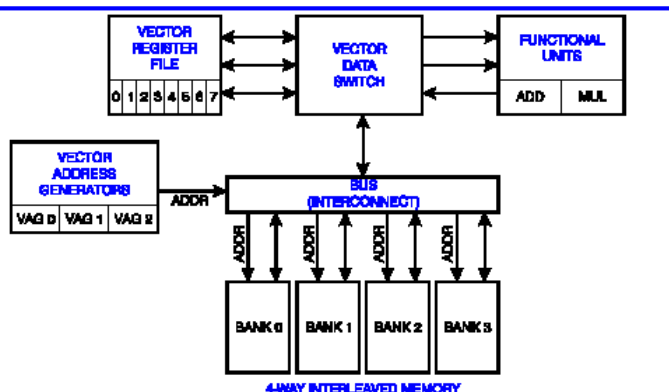 VECTOR
REGISTER
FILE
0 1 2 3 4 5 6 7
VECTOR
DATA
SWITCH
FUNCTIONAL
UNITS
ADD MUL
VECTOR
ADDRESS
GENERATORS
VAG 0 VAG 1 VAG 2
ADDR
BUS
(INTERCONNECT)
ADDR ADDR ADDR ADDR
BANK 0 BANK 1 BANK 2 BANK 3
4-WAY INTERLEAVED MEMORY